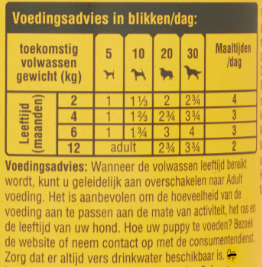 Voedingsadvies in blikken/dag:
toekomstig volwassen gewicht (kg) 5 10 20 30 Maaltijden /dag
Leeftijd (maanden)
2 1 1⅓ 2 2¾ 4
4 1 1⅔ 2¾ 3¾ 4
6 1 1¾ 3 4 3
12 adult 2¾ 3¾ 2
Voedingsadvies: Wanneer de volwassen leeftijd bereikt
wordt, kunt u geleidelijk aan overschakelen naar Adult
voeding. Het is aanbevolen om de hoeveelheid van de
voeding aan te passen aan de mate van activiteit, het ras en
de leeftijd van uw hond. Hoe uw puppy te voeden? Bezoek
de website of neem contact op met de consumentendienst.
Zorg dat er altijd vers drinkwater beschikbaar is.